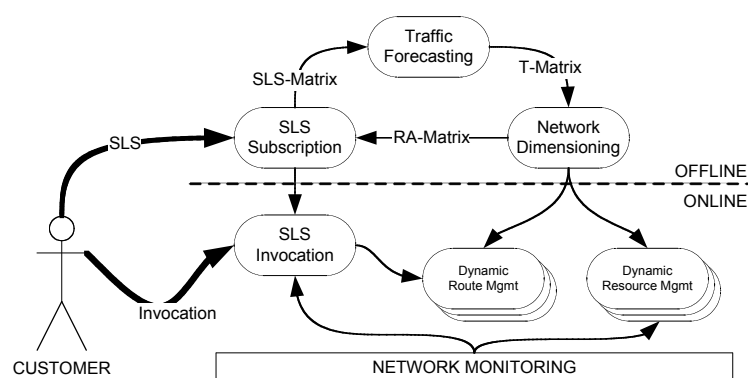 Traffic
Forecasting
SLS-Matrix
T-Matrix
SLS
SLS
Subscription
RA-Matrix
Network
Dimensioning
OFFLINE
ONLINE
SLS
Invocation
Dynamic
Route Mgmt
Dynamic
Resource Mgmt
Invocation
CUSTOMER
NETWORK MONITORING